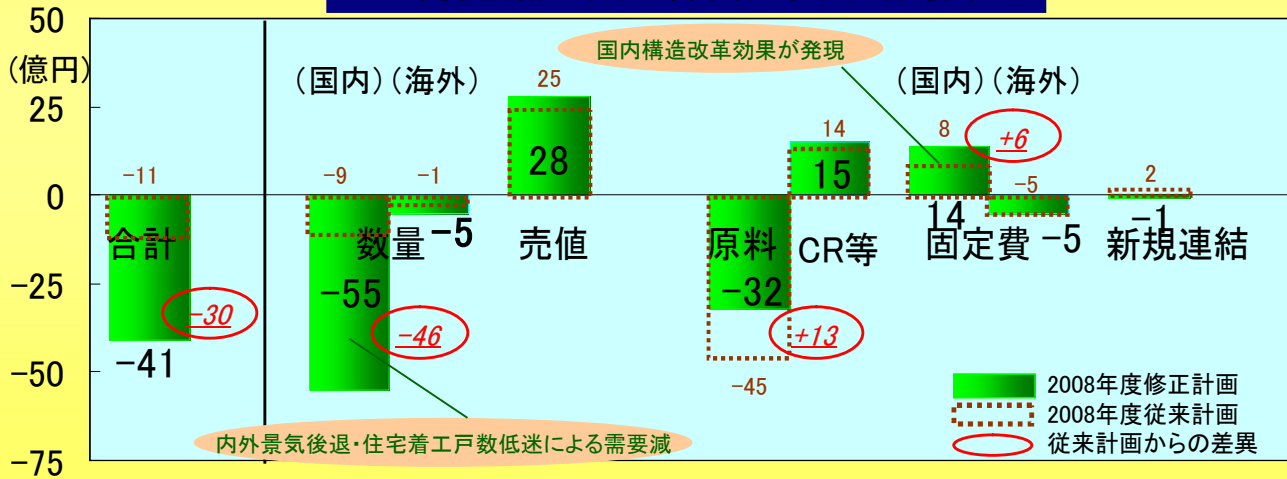 50
(億円)
25
0
−25
−50
−75
国内構造改革効果が発現
(国内)(海外)
(国内)(海外)
−11
−9
−1
25
14
8
+6
−5
2
28
15
合計
数量
−5
売値
原料
CR等
14
固定費
−5
−1
新規連結
−55
−32
−30
−46
+13
−41
−45
内外景気後退・住宅着工戸数低迷による需要減
2008年度修正計画
2008年度従来計画
従来計画からの差異